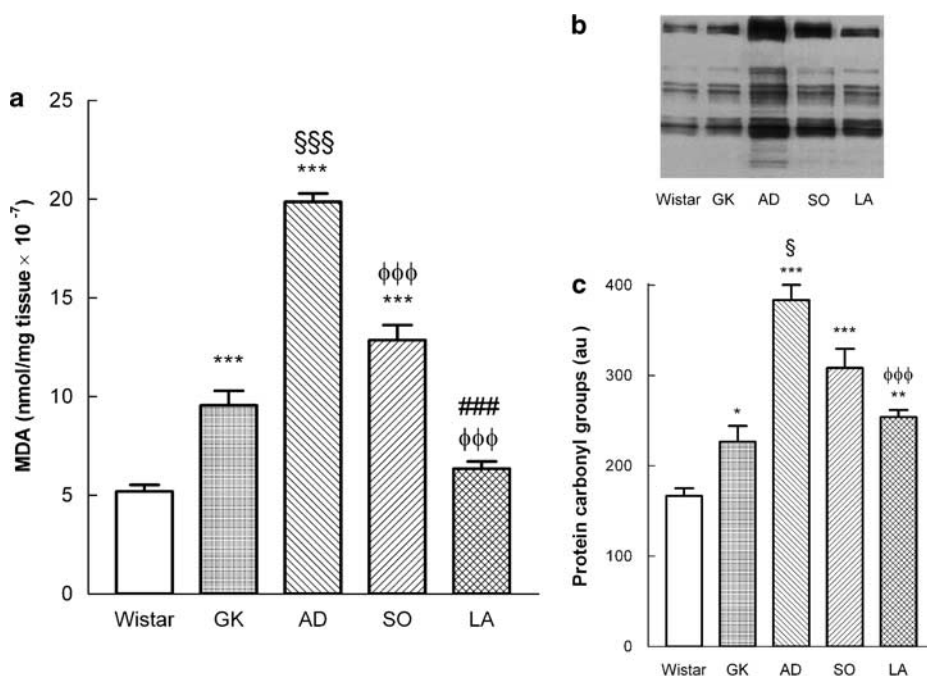 a
MDA (nmol/mg tissue × 10⁻⁷)
25
20
15
10
5
0
***
§§§
***
ϕϕϕ
***
###
ϕϕϕ
Wistar GK AD SO LA
b
Wistar GK AD SO LA
c
Protein carbonyl groups (au )
400
300
200
100
0
*
§
***
***
ϕϕϕ
**
Wistar GK AD SO LA